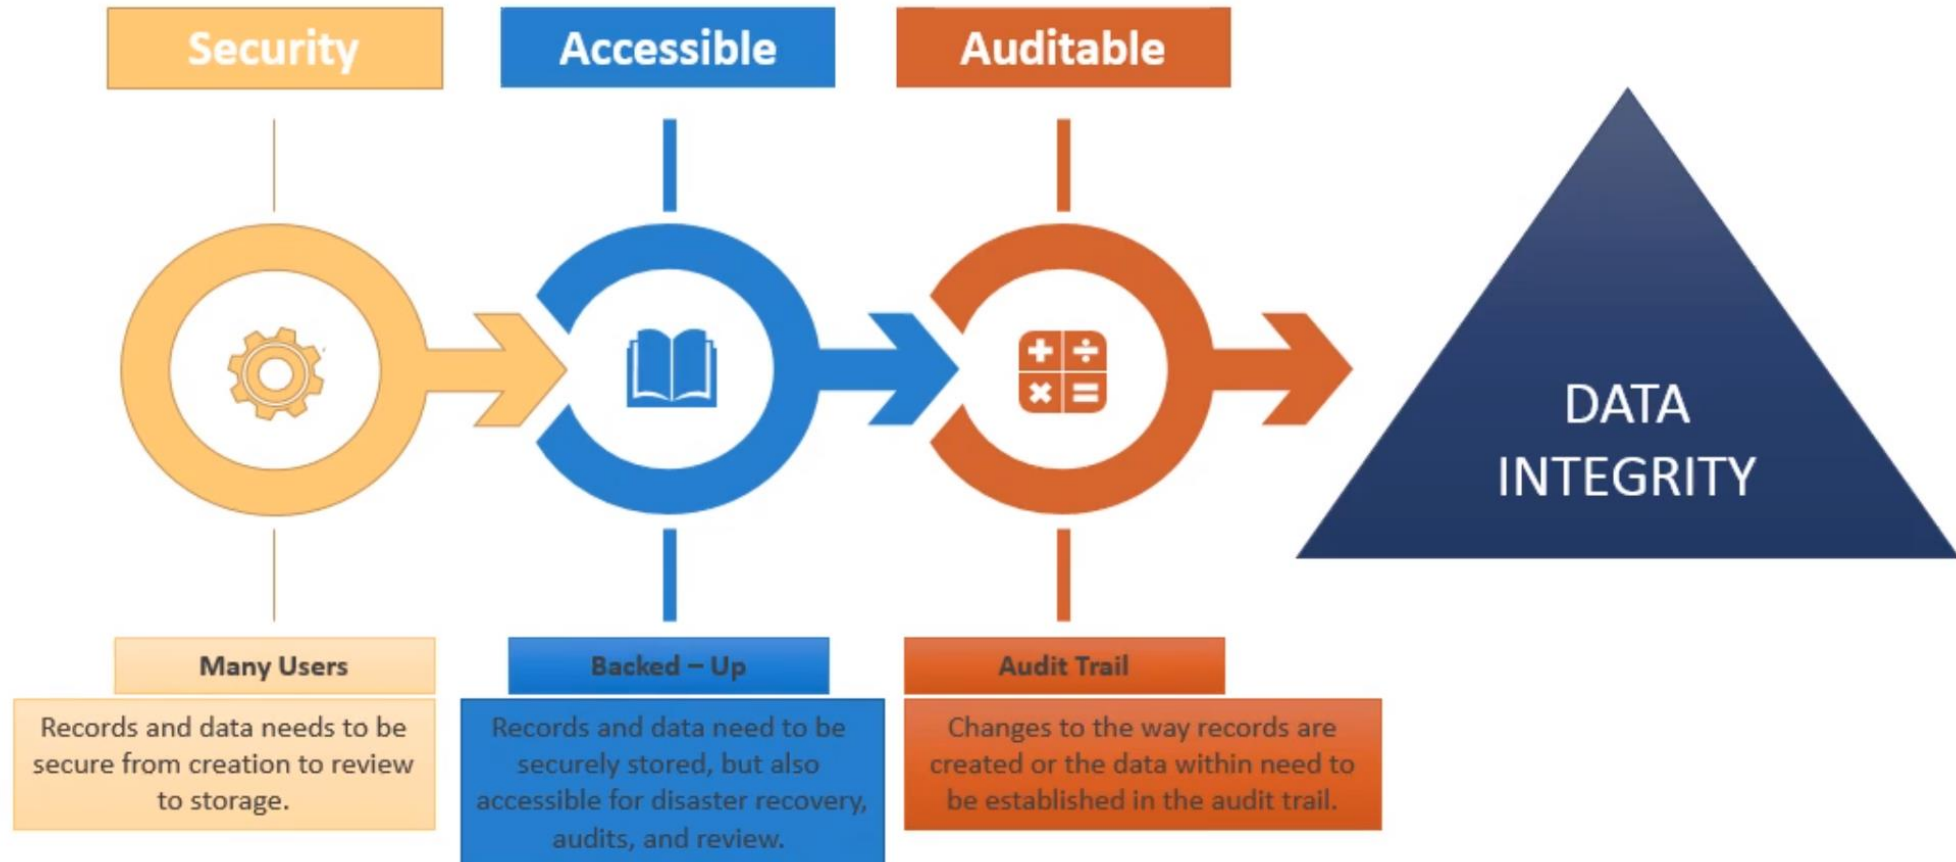 Security
Accessible
Auditable
DATA
INTEGRITY
Many Users
Records and data needs to be
secure from creation to review
to storage.
Backed – Up
Records and data need to be
securely stored, but also
accessible for disaster recovery,
audits, and review.
Audit Trail
Changes to the way records are
created or the data within need to
be established in the audit trail.